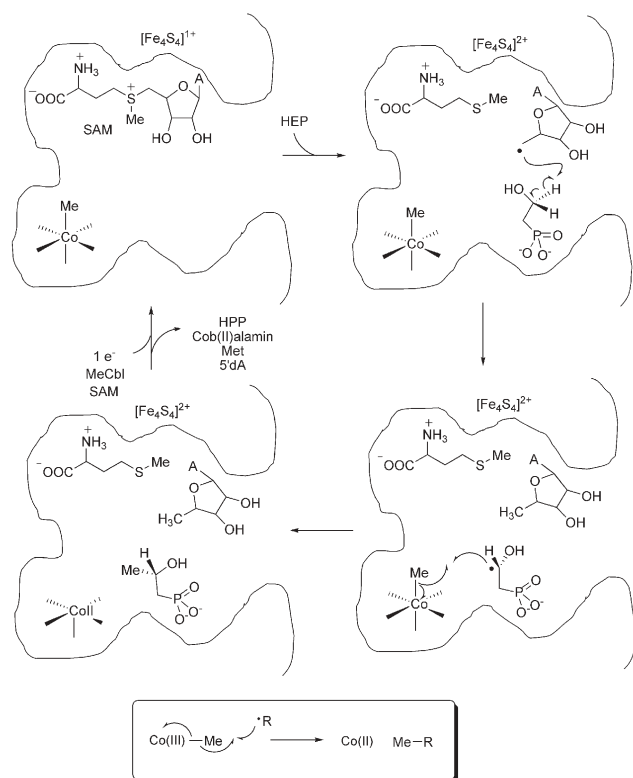 [Fe4S4]1+
+
NH3
-OOC
S+
Me
SAM
A
O
HO OH
Me
Co
HEP
[Fe4S4]2+
+
NH3
-OOC
S-Me
A
O
OH
OH
HO H
H
P=O
-O O-
Me
Co
1 e-
MeCbl
SAM
HPP
Cob(II)alamin
Met
5'dA
[Fe4S4]2+
+
NH3
-OOC
S-Me
A
O
OH
H3C
OH
H
Me OH
O
P
-O O-
CoII
[Fe4S4]2+
+
NH3
-OOC
S-Me
A
O
OH
H3C
OH
H OH
O
P
-O O-
Me
Co
•R
Co(III)—Me Co(II) Me—R